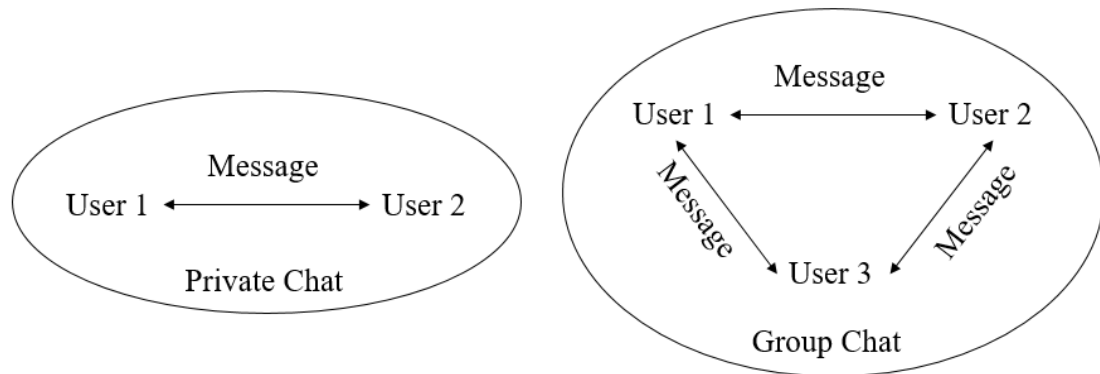 Message
User 1
User 2
Private Chat
Message
User 1
User 2
Message
Message
User 3
Group Chat